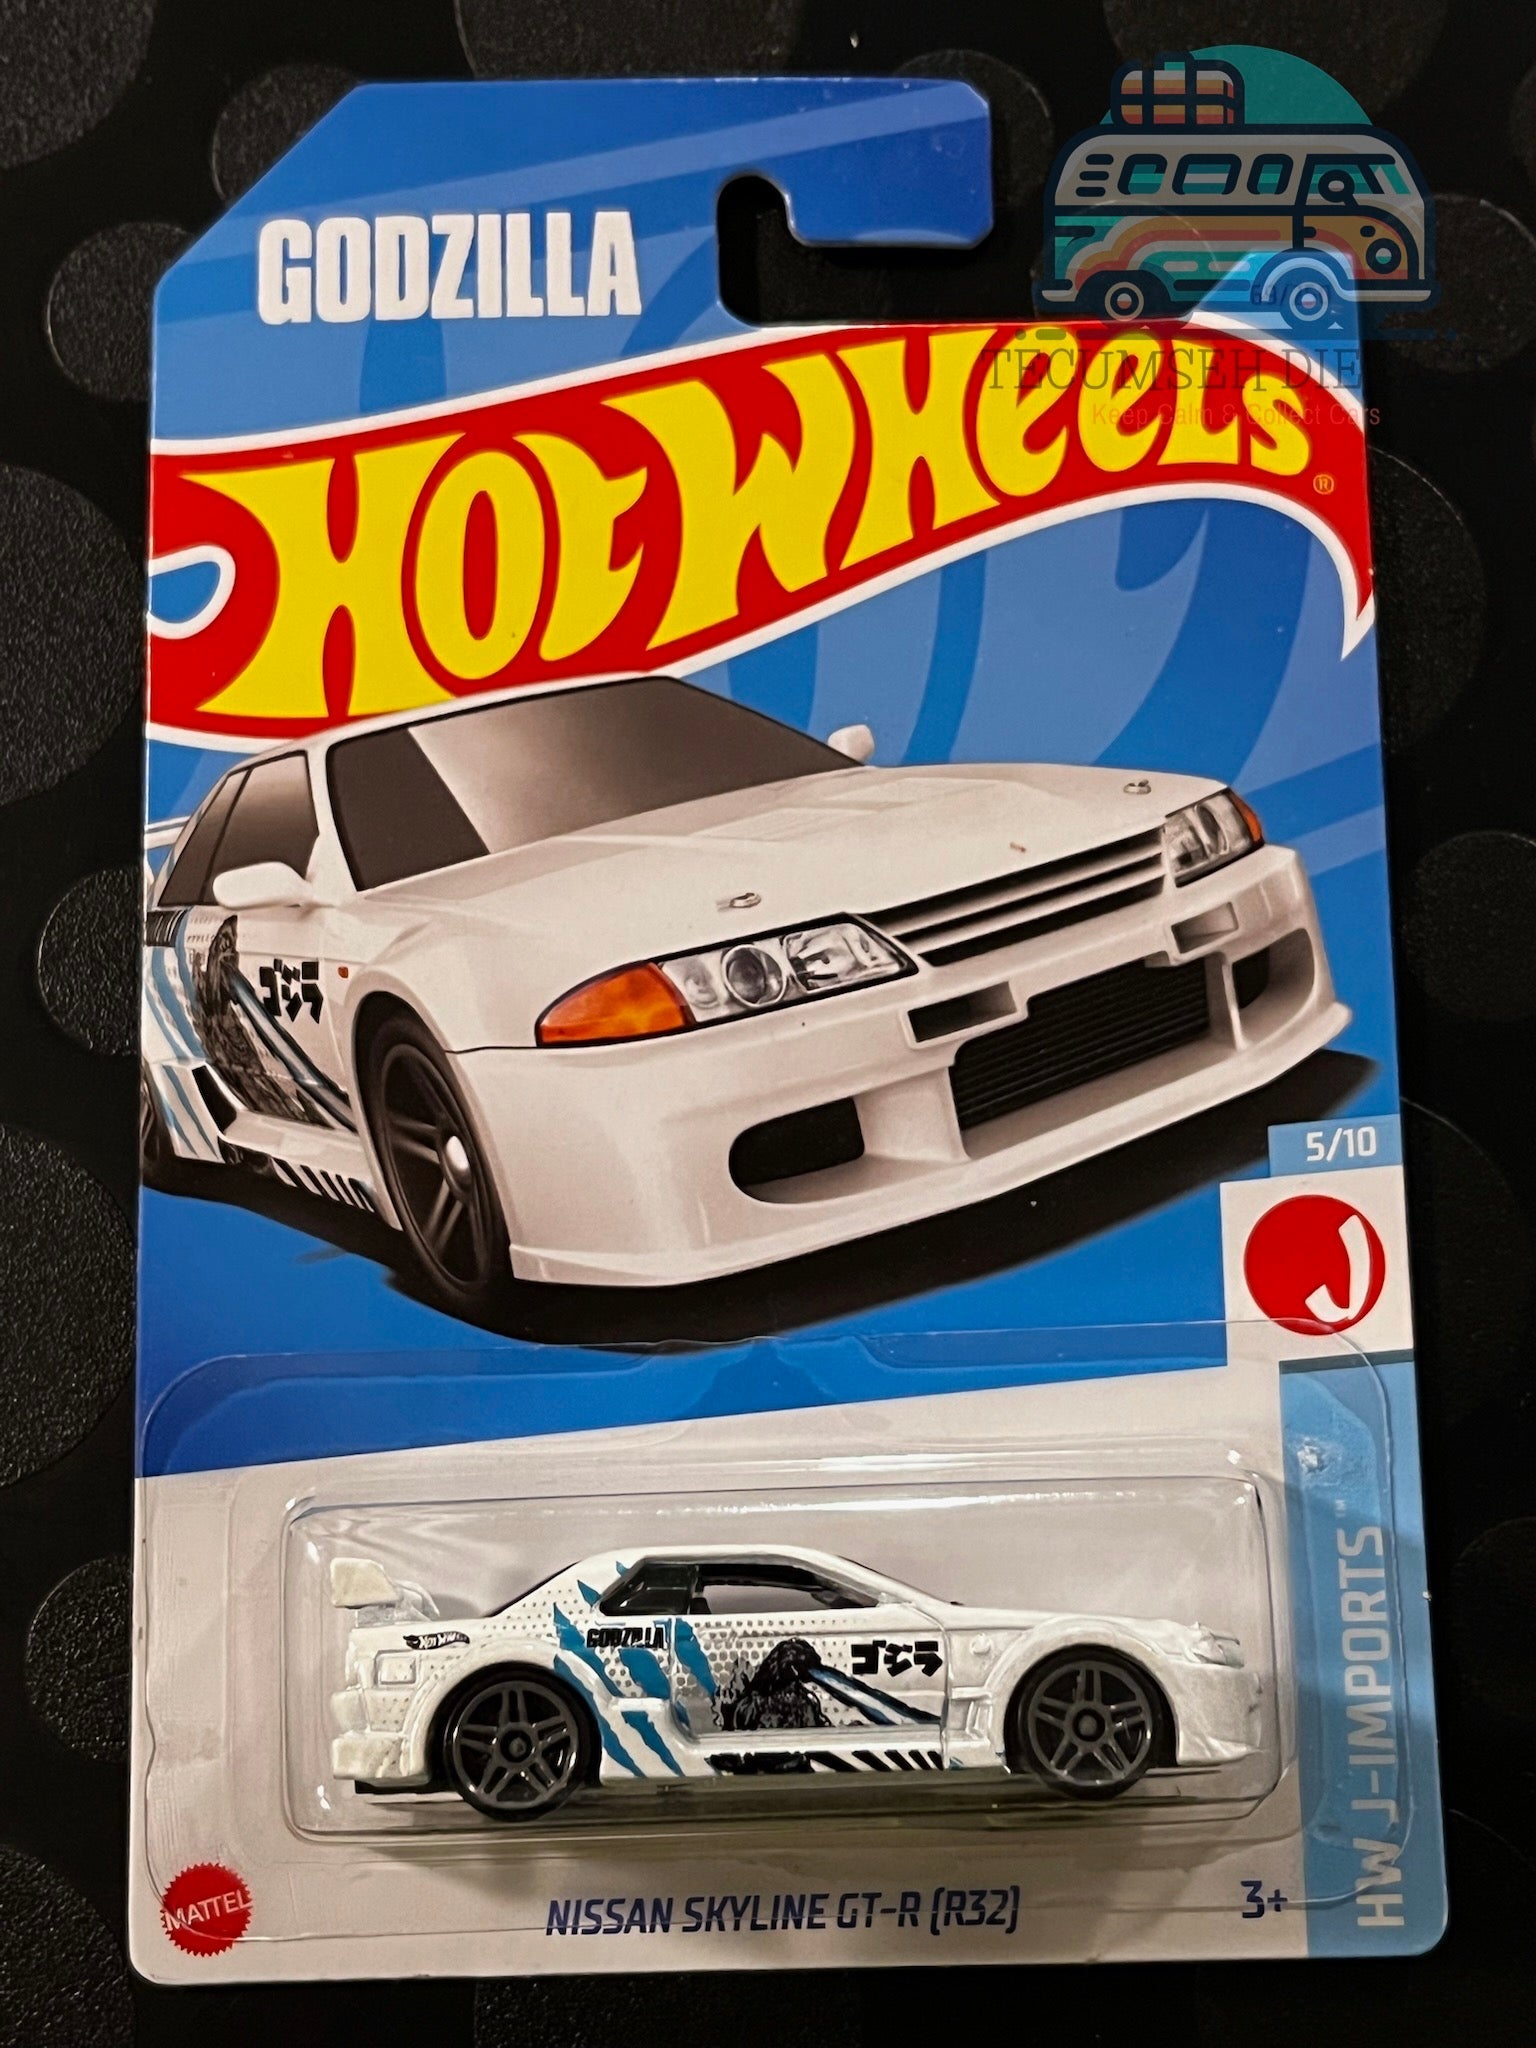 GODZILLA
HOT WHEELS®
TECUMSEH DIE
Keep Calm & Collect Cars
ゴジラ
5/10
J
HW J-IMPORTS™
HOT WHEELS
GODZILLA
ゴジラ
MATTEL
NISSAN SKYLINE GT-R (R32)
3+